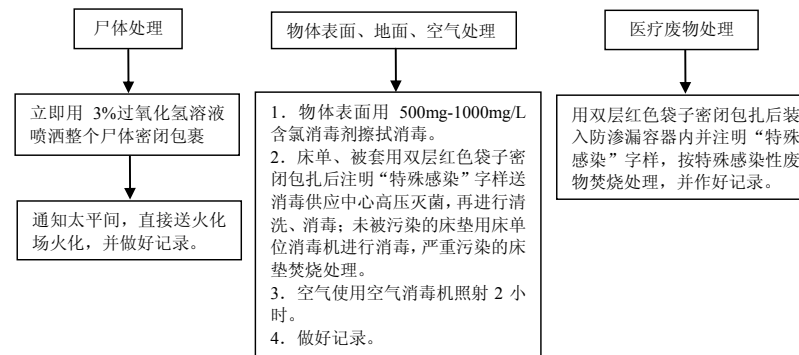 尸体处理
立即用 3%过氧化氢溶液
喷洒整个尸体密闭包裹
通知太平间，直接送火化
场火化，并做好记录。
物体表面、地面、空气处理
1．物体表面用 500mg-1000mg/L
含氯消毒剂擦拭消毒。
2．床单、被套用双层红色袋子密
闭包扎后注明“特殊感染”字样送
消毒供应中心高压灭菌，再进行清
洗、消毒；未被污染的床垫用床单
位消毒机进行消毒，严重污染的床
垫焚烧处理。
3．空气使用空气消毒机照射 2 小
时。
4．做好记录。
医疗废物处理
用双层红色袋子密闭包扎后装
入防渗漏容器内并注明“特殊
感染”字样，按特殊感染性废
物焚烧处理，并作好记录。